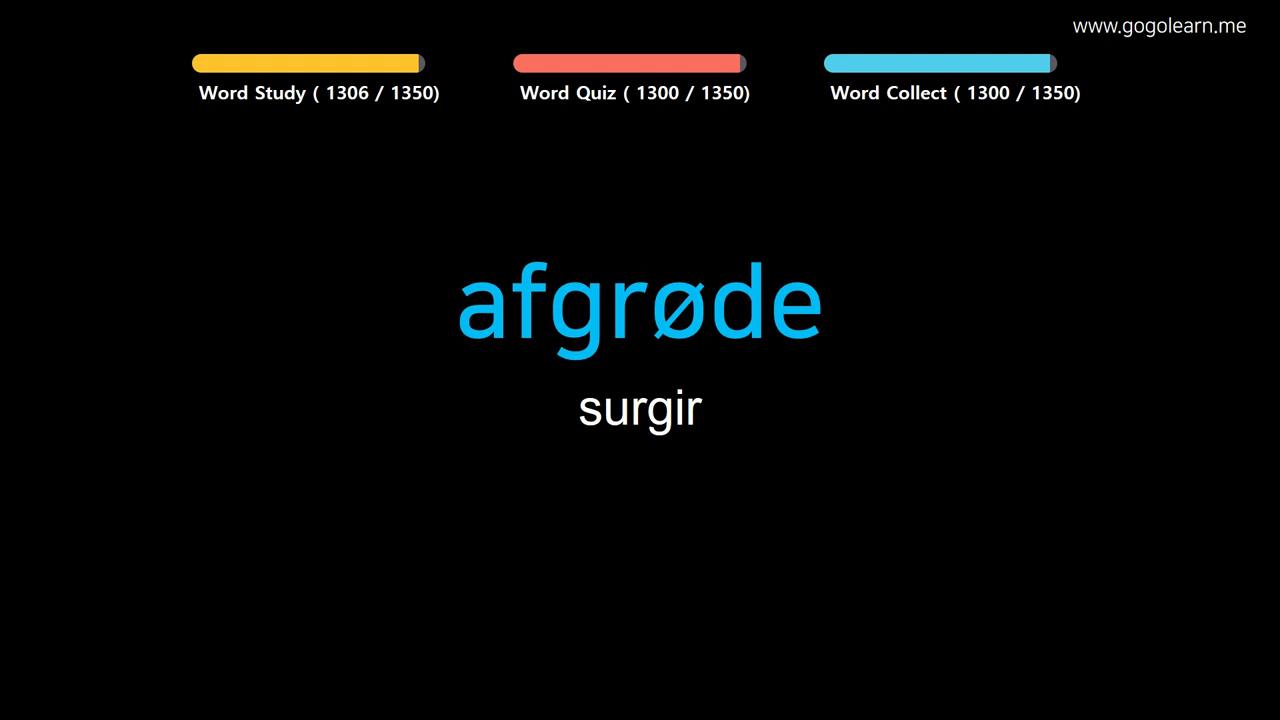 www.gogolearn.me
Word Study ( 1306 / 1350)
Word Quiz ( 1300 / 1350)
Word Collect ( 1300 / 1350)
afgrøde
surgir